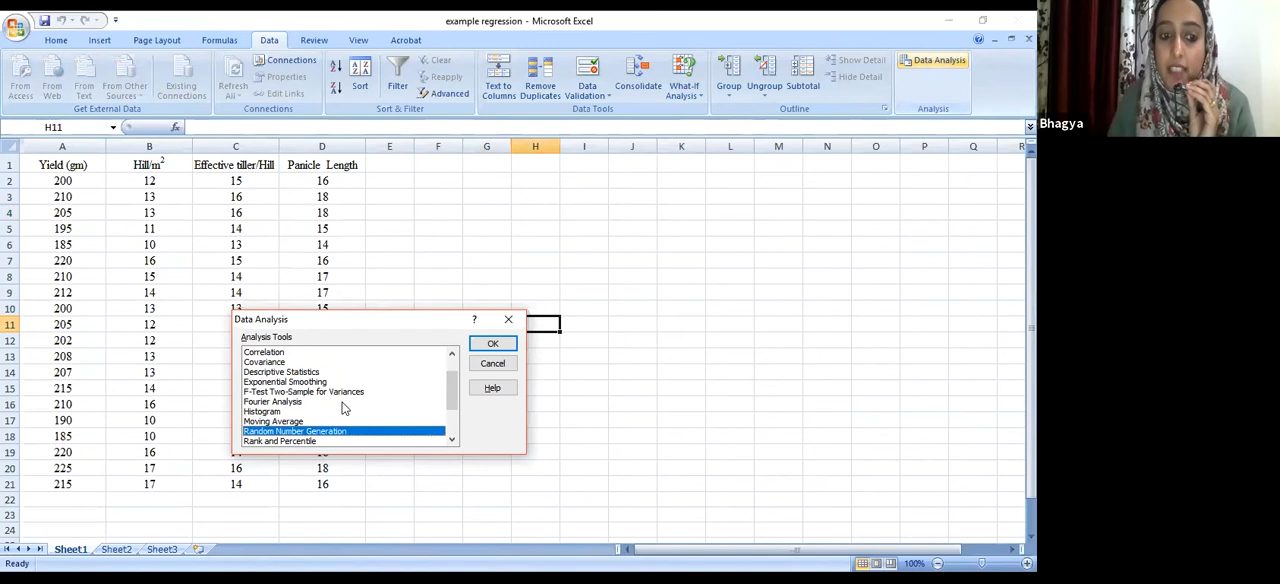 example regression - Microsoft Excel
Home Insert Page Layout Formulas Data Review View Acrobat
From Access
From Web
From Text
From Other Sources
Existing Connections
Get External Data
Refresh All
Connections
Properties
Edit Links
Connections
Sort
Filter
Clear
Reapply
Advanced
Sort & Filter
Text to Columns
Remove Duplicates
Data Validation
Consolidate
What-If Analysis
Data Tools
Group
Ungroup
Subtotal
Show Detail
Hide Detail
Outline
Data Analysis
Analysis
Bhagya
H11 fx
A B C D E F G H I J K L M N O P Q R
1 Yield (gm) Hill/m2 Effective tiller/Hill Panicle Length
2 200 12 15 16
3 210 13 16 18
4 205 13 16 18
5 195 11 14 15
6 185 10 13 14
7 220 16 15 16
8 210 15 14 17
9 212 14 14 17
10 200 13 13 15
11 205 12
12 202 12
13 208 13
14 207 13
15 215 14
16 210 16
17 190 10
18 185 10
19 220 16
20 225 17 16 18
21 215 17 14 16
22
23
24
Data Analysis ?
Analysis Tools
Correlation
Covariance
Descriptive Statistics
Exponential Smoothing
F-Test Two-Sample for Variances
Fourier Analysis
Histogram
Moving Average
Random Number Generation
Rank and Percentile
OK
Cancel
Help
Sheet1 Sheet2 Sheet3
Ready 100%